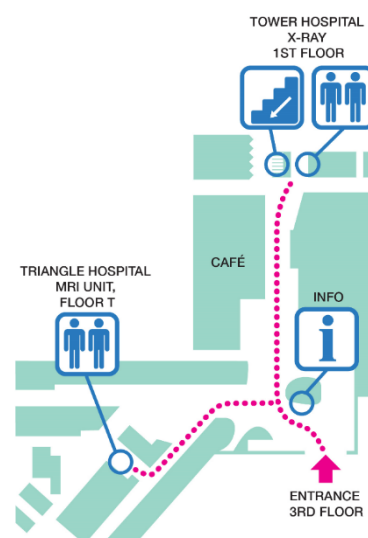 TOWER HOSPITAL
X-RAY
1ST FLOOR
CAFÉ
TRIANGLE HOSPITAL
MRI UNIT,
FLOOR T
INFO
i
ENTRANCE
3RD FLOOR